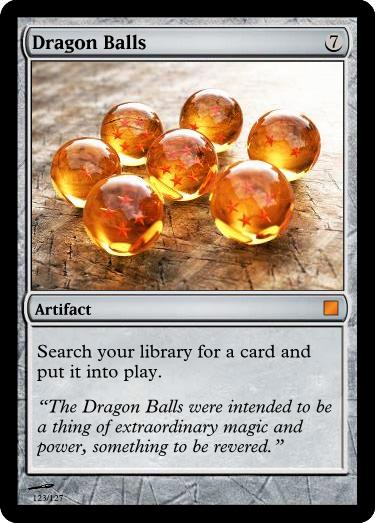 Dragon Balls 7
Artifact
Search your library for a card and
put it into play.
“The Dragon Balls were intended to be
a thing of extraordinary magic and
power, something to be revered.”
123/127